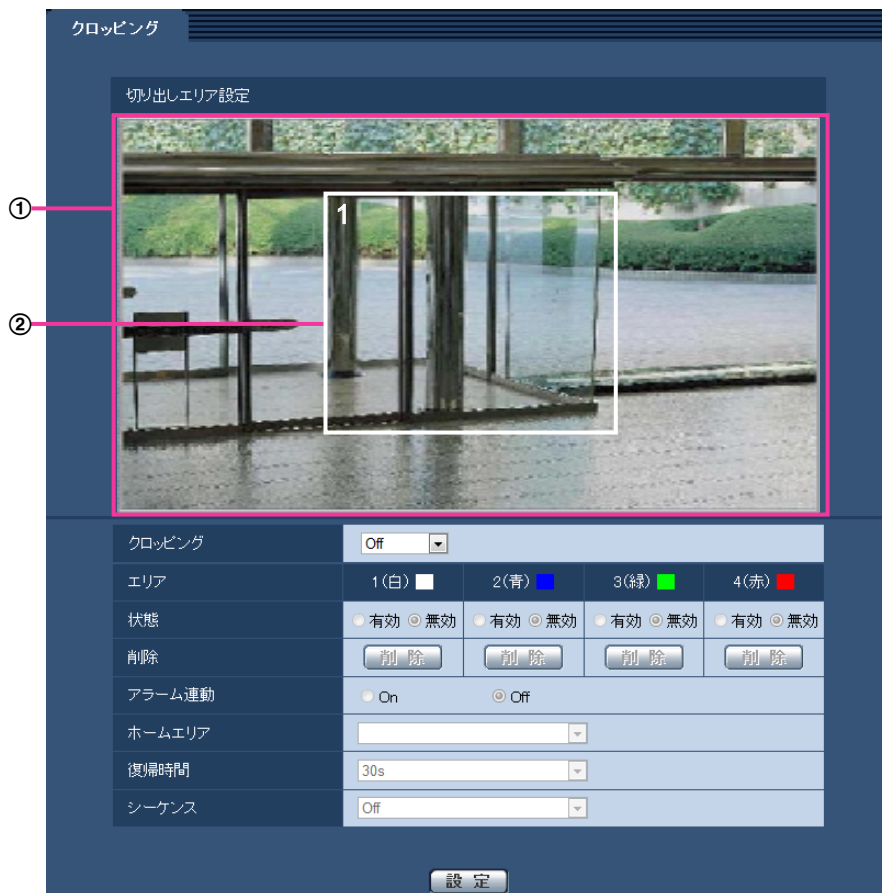 クロッピング
切り出しエリア設定
①
1
②
クロッピング Off
エリア 1(白) 2(青) 3(緑) 4(赤)
状態 有効 無効 有効 無効 有効 無効 有効 無効
削除 削 除 削 除 削 除 削 除
アラーム連動 On Off
ホームエリア
復帰時間 30s
シーケンス Off
設 定